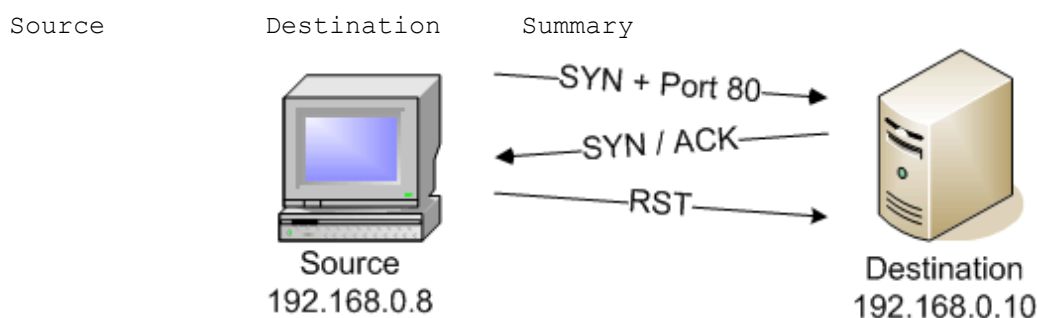 Source Destination Summary
SYN + Port 80
SYN / ACK
RST
Source
192.168.0.8
Destination
192.168.0.10